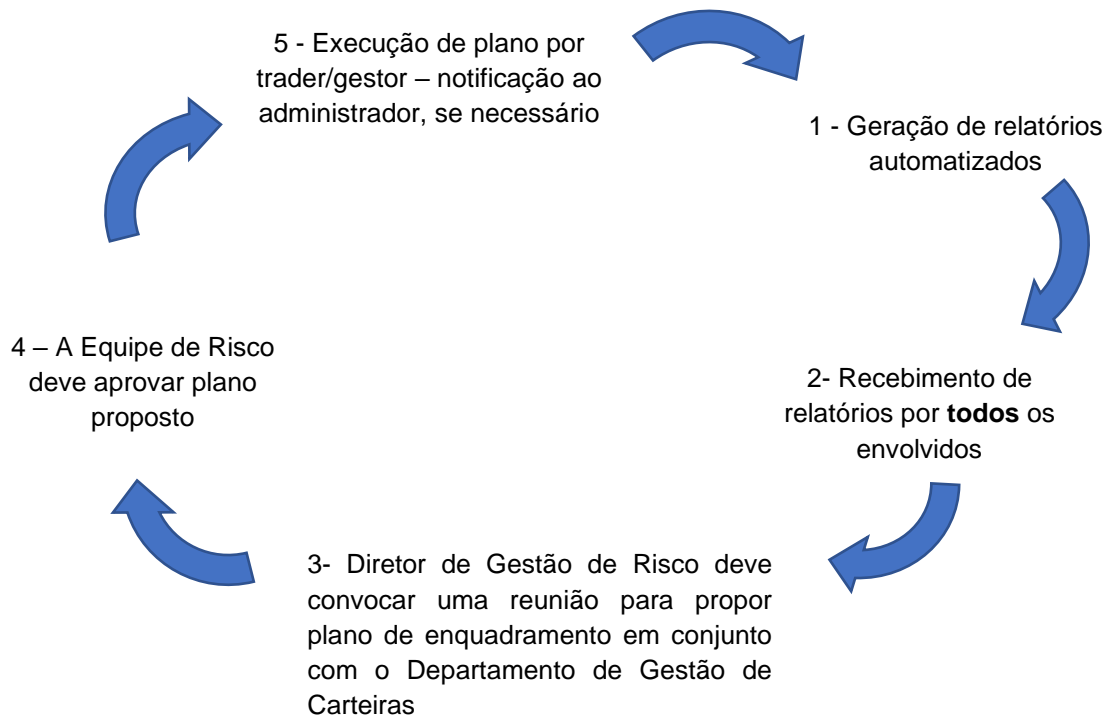 5 - Execução de plano por
trader/gestor – notificação ao
administrador, se necessário
1 - Geração de relatórios
automatizados
2- Recebimento de
relatórios por todos os
envolvidos
3- Diretor de Gestão de Risco deve
convocar uma reunião para propor
plano de enquadramento em conjunto
com o Departamento de Gestão de
Carteiras
4 – A Equipe de Risco
deve aprovar plano
proposto